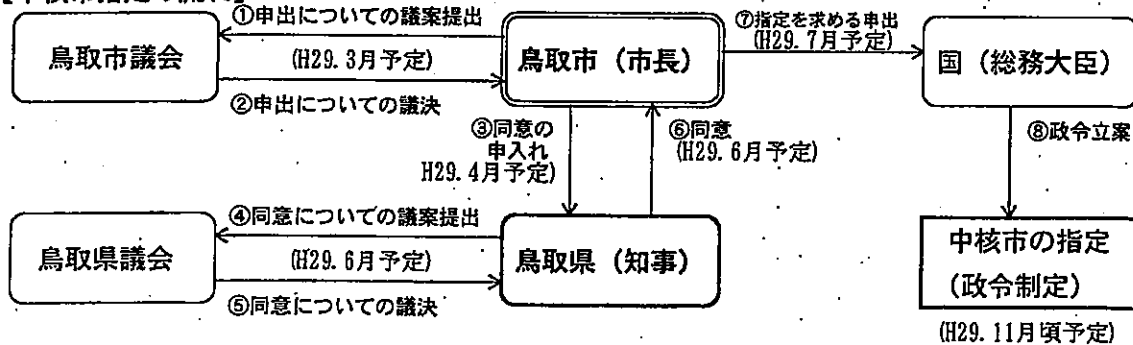 ①申出についての議案提出
鳥取市議会
(H29.3月予定)
②申出についての議決
鳥取市（市長）
⑦指定を求める申出
(H29.7月予定)
国（総務大臣）
③同意の
申入れ
H29.4月予定)
⑥同意
(H29.6月予定)
⑧政令立案
④同意についての議案提出
鳥取県議会
(H29.6月予定)
⑤同意についての議決
鳥取県（知事）
中核市の指定
（政令制定）
(H29.11月頃予定)